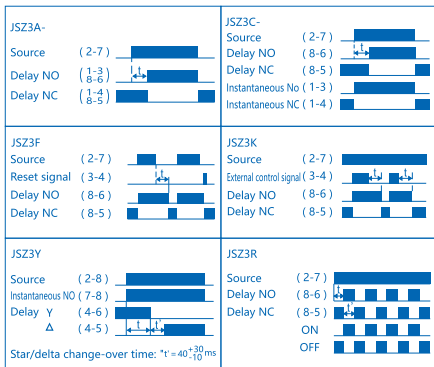 JSZ3A-
Source (2-7)
t
Delay NO (1-3 8-6)
Delay NC (1-4 8-5)
JSZ3C-
Source (2-7)
t
Delay NO (8-6)
Delay NC (8-5)
Instantaneous No (1-3)
Instantaneous NC (1-4)
JSZ3F
Source (2-7)
Reset signal (3-4)
t
Delay NO (8-6)
Delay NC (8-5)
JSZ3K
Source (2-7)
External control signal (3-4)
t t
Delay NO (8-6)
Delay NC (8-5)
JSZ3Y
Source (2-8)
Instantaneous NO (7-8)
Delay Y (4-6)
Δ (4-5)
t t'
Star/delta change-over time: "t'=40+30-10ms
JSZ3R
Source (2-7)
Delay NO (8-6)
t
Delay NC (8-5)
t'
ON
OFF